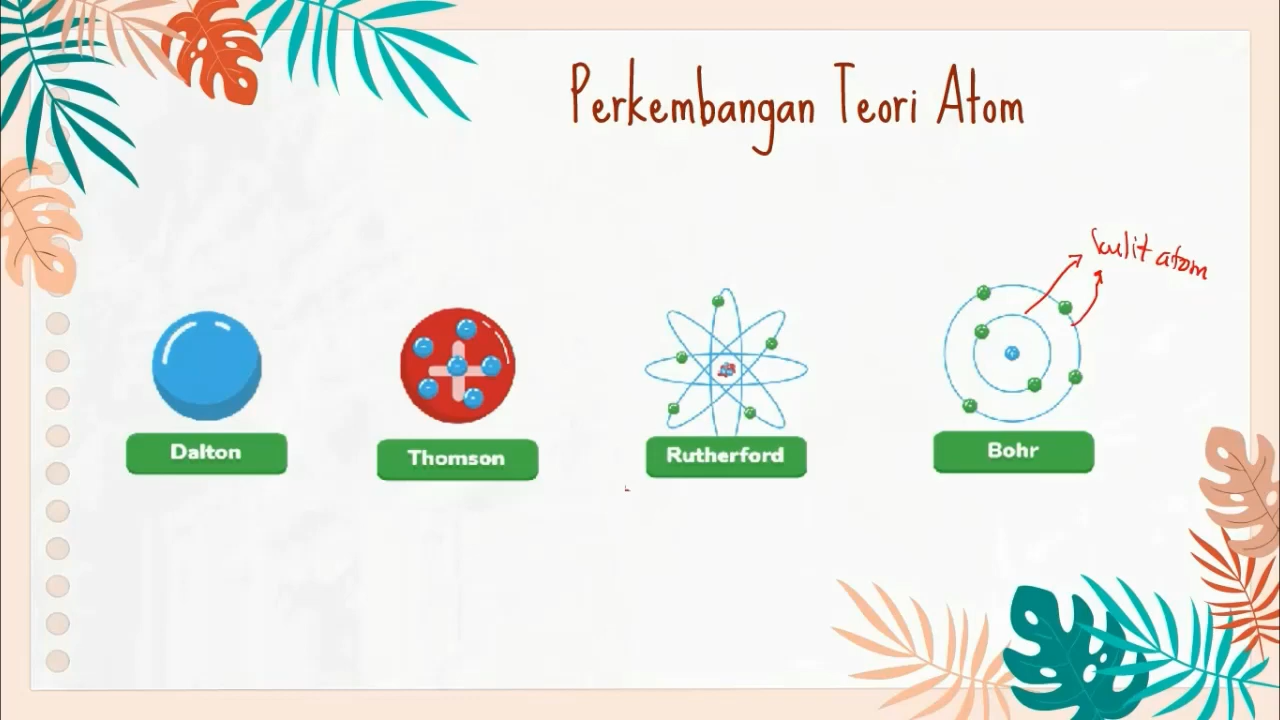 Perkembangan Teori Atom
kulit atom
Dalton
Thomson
Rutherford
Bohr